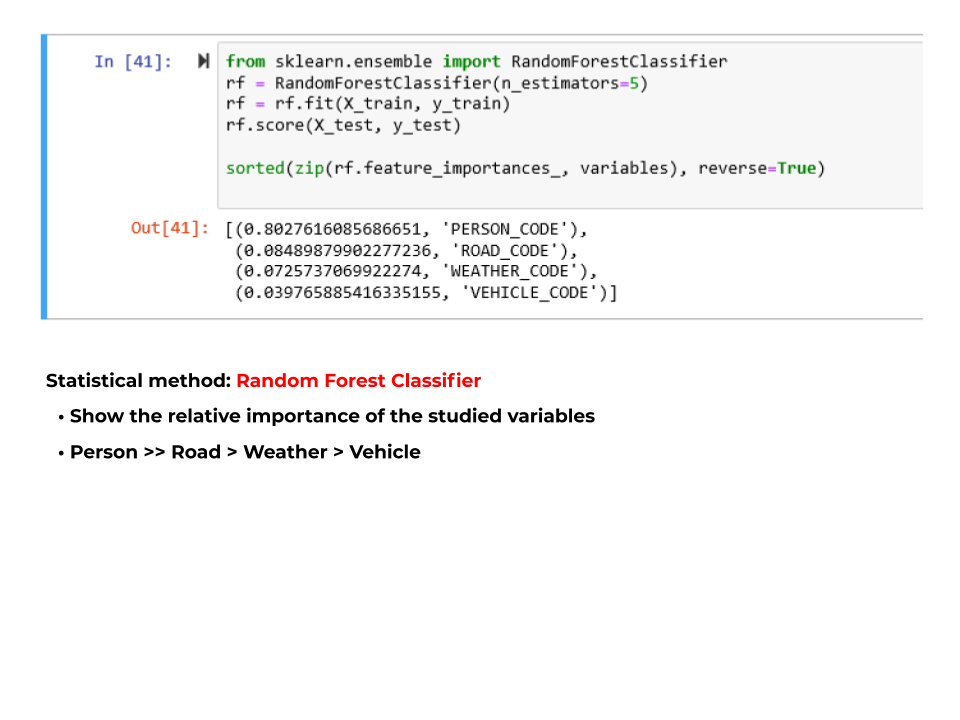 In [41]:
from sklearn.ensemble import RandomForestClassifier
rf = RandomForestClassifier(n_estimators=5)
rf = rf.fit(X_train, y_train)
rf.score(X_test, y_test)
sorted(zip(rf.feature_importances_, variables), reverse=True)
Out[41]:
[(0.8027616085686651, 'PERSON_CODE'),
(0.08489879902277236, 'ROAD_CODE'),
(0.0725737069922274, 'WEATHER_CODE'),
(0.039765885416335155, 'VEHICLE_CODE')]
Statistical method: Random Forest Classifier
• Show the relative importance of the studied variables
• Person >> Road > Weather > Vehicle